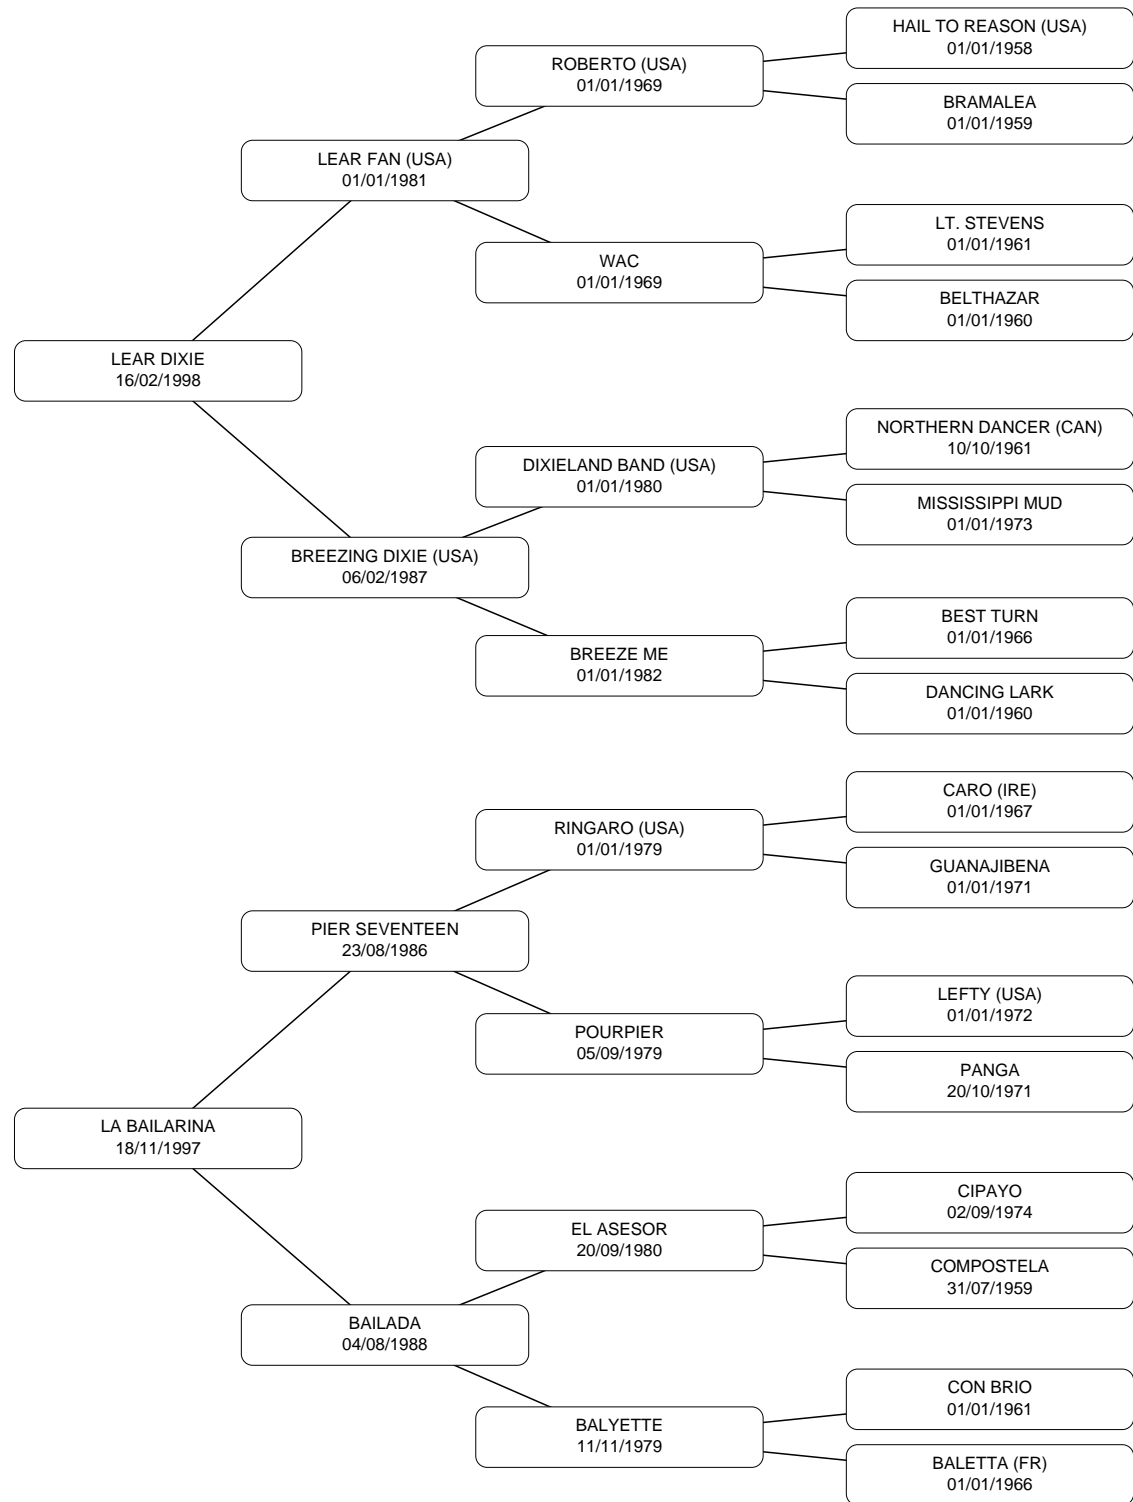 HAIL TO REASON (USA)
01/01/1958
ROBERTO (USA)
01/01/1969
BRAMALEA
01/01/1959
LEAR FAN (USA)
01/01/1981
LT. STEVENS
01/01/1961
WAC
01/01/1969
BELTHAZAR
01/01/1960
LEAR DIXIE
16/02/1998
NORTHERN DANCER (CAN)
10/10/1961
DIXIELAND BAND (USA)
01/01/1980
MISSISSIPPI MUD
01/01/1973
BREEZING DIXIE (USA)
06/02/1987
BEST TURN
01/01/1966
BREEZE ME
01/01/1982
DANCING LARK
01/01/1960
CARO (IRE)
01/01/1967
RINGARO (USA)
01/01/1979
GUANAJIBENA
01/01/1971
PIER SEVENTEEN
23/08/1986
LEFTY (USA)
01/01/1972
POURPIER
05/09/1979
PANGA
20/10/1971
LA BAILARINA
18/11/1997
CIPAYO
02/09/1974
EL ASESOR
20/09/1980
COMPOSTELA
31/07/1959
BAILADA
04/08/1988
CON BRIO
01/01/1961
BALYETTE
11/11/1979
BALETTA (FR)
01/01/1966